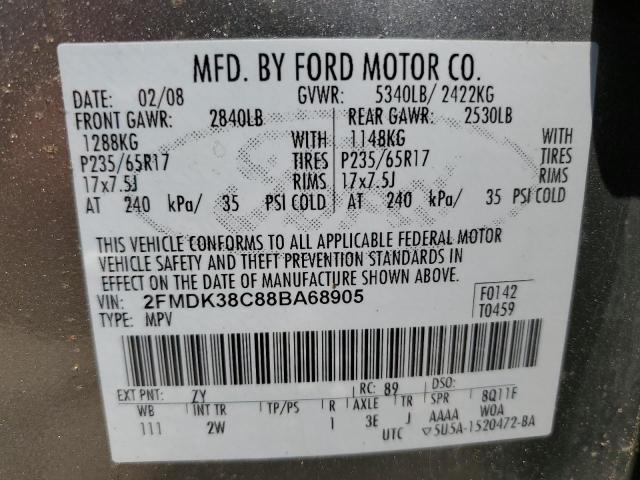 MFD. BY FORD MOTOR CO.
DATE: 02/08 GVWR: 5340LB/ 2422KG
FRONT GAWR: 2840LB REAR GAWR: 2530LB
1288KG WITH 1148KG WITH
P235/65R17 TIRES P235/65R17 TIRES
17x7.5J RIMS 17x7.5J RIMS
AT 240 kPa/ 35 PSI COLD AT 240 kPa/ 35 PSI COLD
THIS VEHICLE CONFORMS TO ALL APPLICABLE FEDERAL MOTOR
VEHICLE SAFETY AND THEFT PREVENTION STANDARDS IN
EFFECT ON THE DATE OF MANUFACTURE SHOWN ABOVE.
VIN: 2FMDK38C88BA68905 F0142
TYPE: MPV T0459
EXT PNT: ZY RC: 89 DSO:
WB INT TR TP/PS R AXLE TR SPR 8Q11F
111 2W I 3E J AAAA W0A
UTC ▽5U5A-1520472-BA